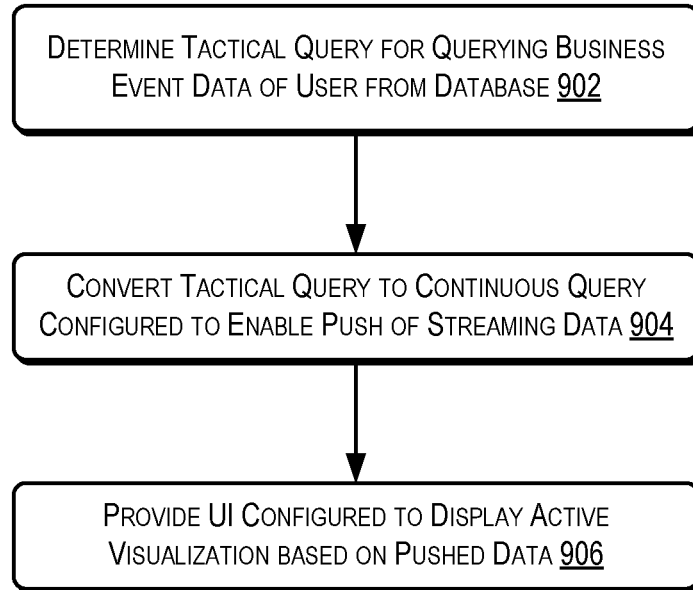 DETERMINE TACTICAL QUERY FOR QUERYING BUSINESS
EVENT DATA OF USER FROM DATABASE 902
CONVERT TACTICAL QUERY TO CONTINUOUS QUERY
CONFIGURED TO ENABLE PUSH OF STREAMING DATA 904
PROVIDE UI CONFIGURED TO DISPLAY ACTIVE
VISUALIZATION BASED ON PUSHED DATA 906